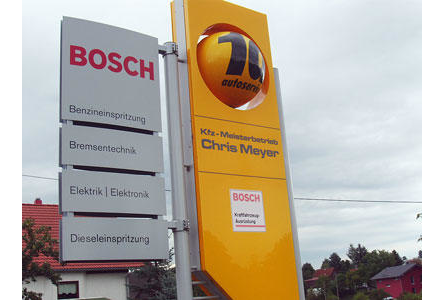 BOSCH
Benzineinspritzung
Bremsentechnik
Elektrik | Elektronik
Dieseleinspritzung
autoservice
Kfz-Meisterbetrieb
Chris Meyer
BOSCH
Kraftfahrzeug-
Ausrüstung